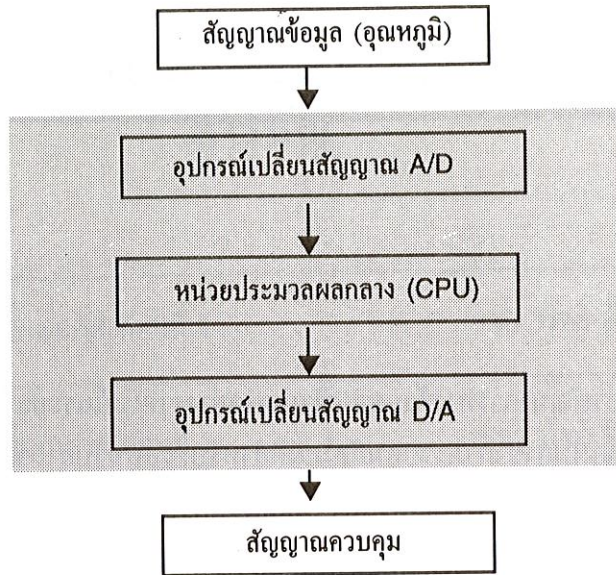 สัญญาณข้อมูล (อุณหภูมิ)
อุปกรณ์เปลี่ยนสัญญาณ A/D
หน่วยประมวลผลกลาง (CPU)
อุปกรณ์เปลี่ยนสัญญาณ D/A
สัญญาณควบคุม